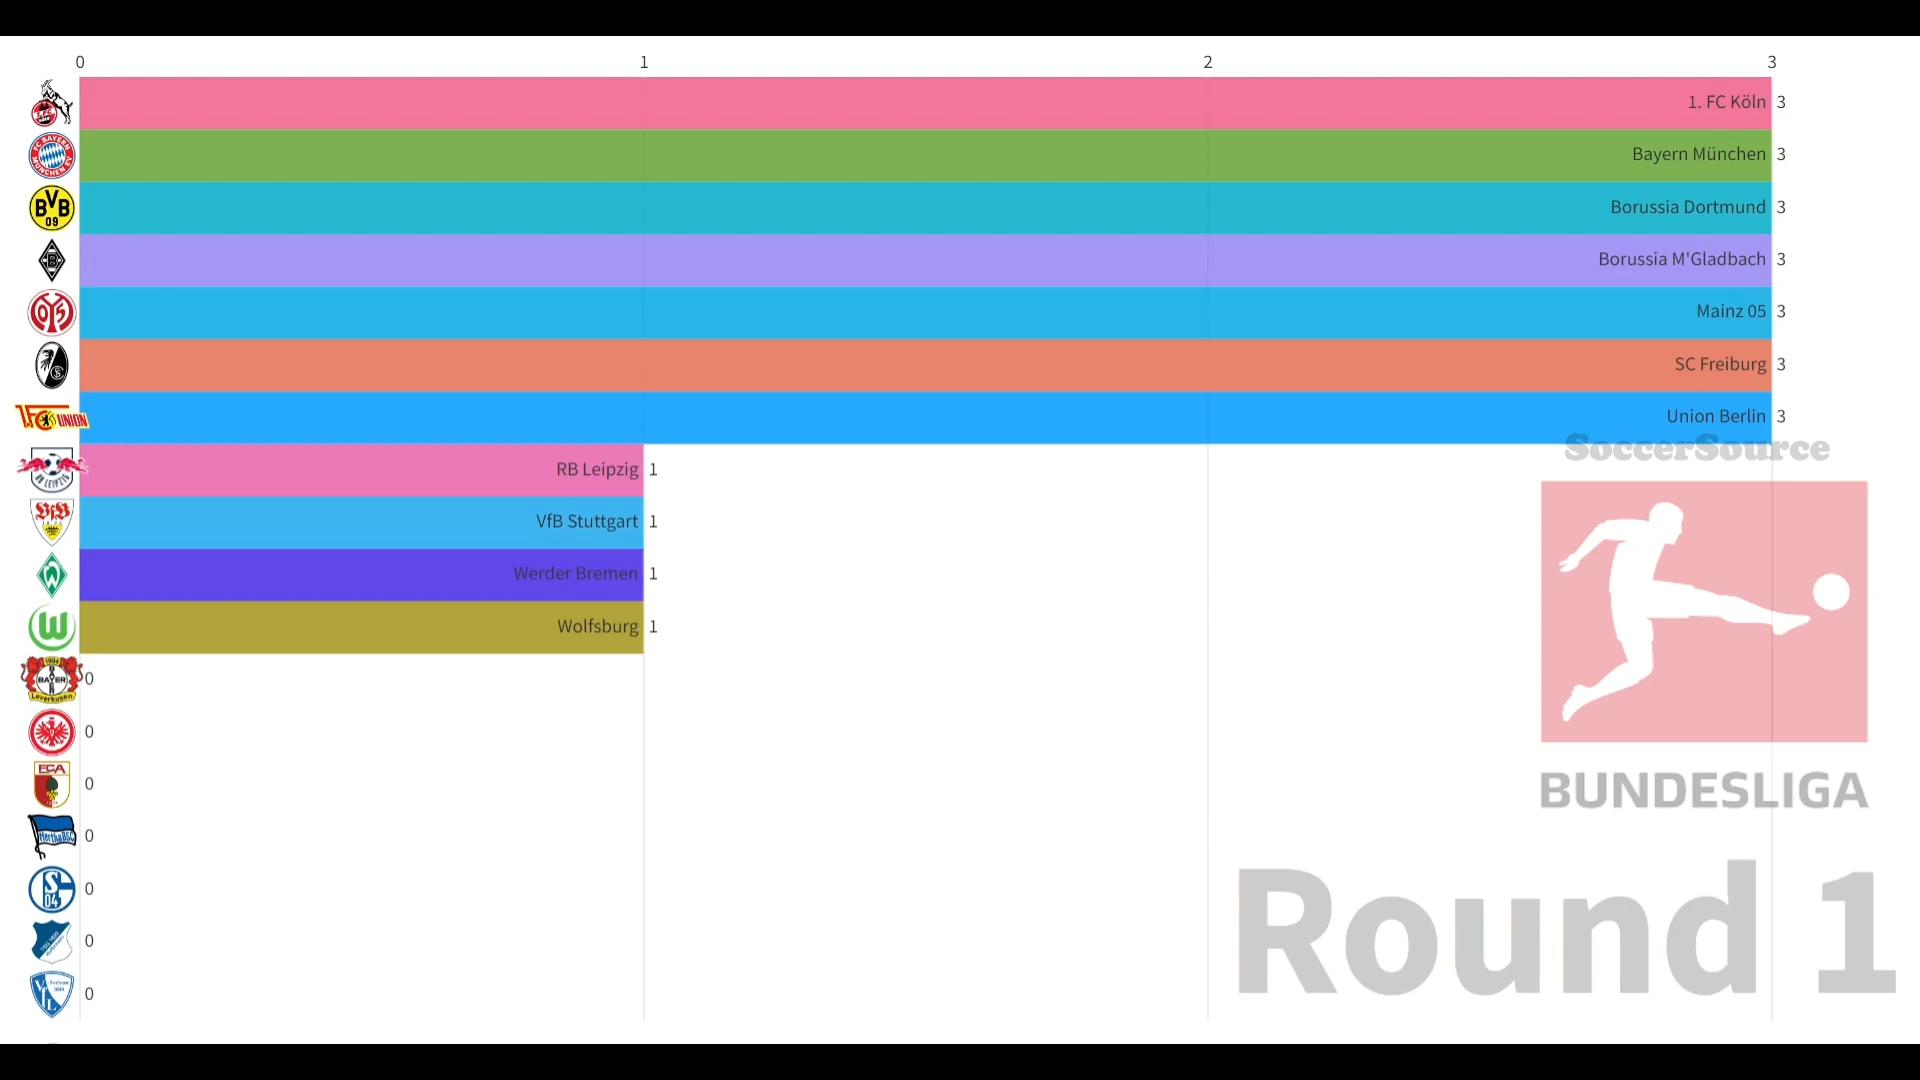 0 1 2 3
1. FC Köln 3
Bayern München 3
BVB 09
Borussia Dortmund 3
Borussia M'Gladbach 3
Mainz 05 3
SC Freiburg 3
Union Berlin 3
SoccerSource
RB Leipzig 1
VfB Stuttgart 1
Werder Bremen 1
Wolfsburg 1
0
0
0
0
0
0
0
BUNDESLIGA
Round 1